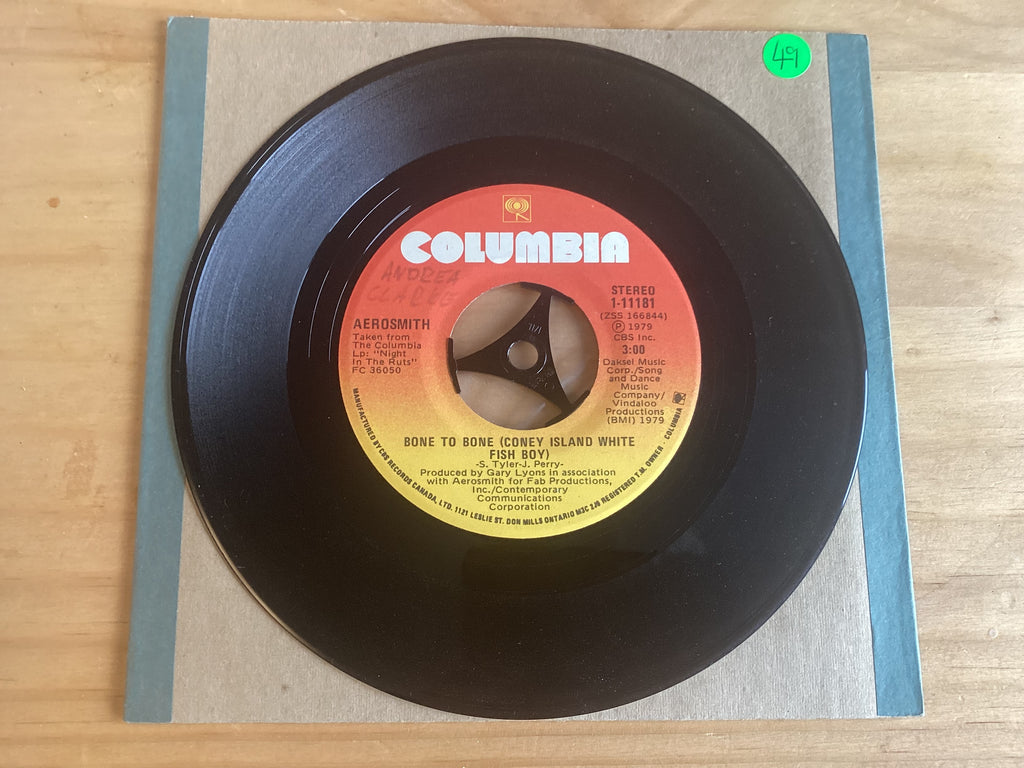 49
COLUMBIA
ANDREA
AEROSMITH
Taken from
The Columbia
Lp: "Night
In The Ruts"
FC 36050
STEREO
1-11181
(ZSS 166844)
Ⓟ 1979
CBS Inc.
3:00
Daksel Music
Corp./Song
and Dance
Music
Company/
Vindaloo
Productions
(BMI) 1979
BONE TO BONE (CONEY ISLAND WHITE
FISH BOY)
-S. Tyler-J. Perry-
Produced by Gary Lyons in association
with Aerosmith for Fab Productions,
Inc./Contemporary
Communications
Corporation
MANUFACTURED BY CBS RECORDS CANADA, LTD. 1121 LESLIE ST. DON MILLS ONTARIO M3C 2J9 REGISTERED T.M. OWNER - COLUMBIA